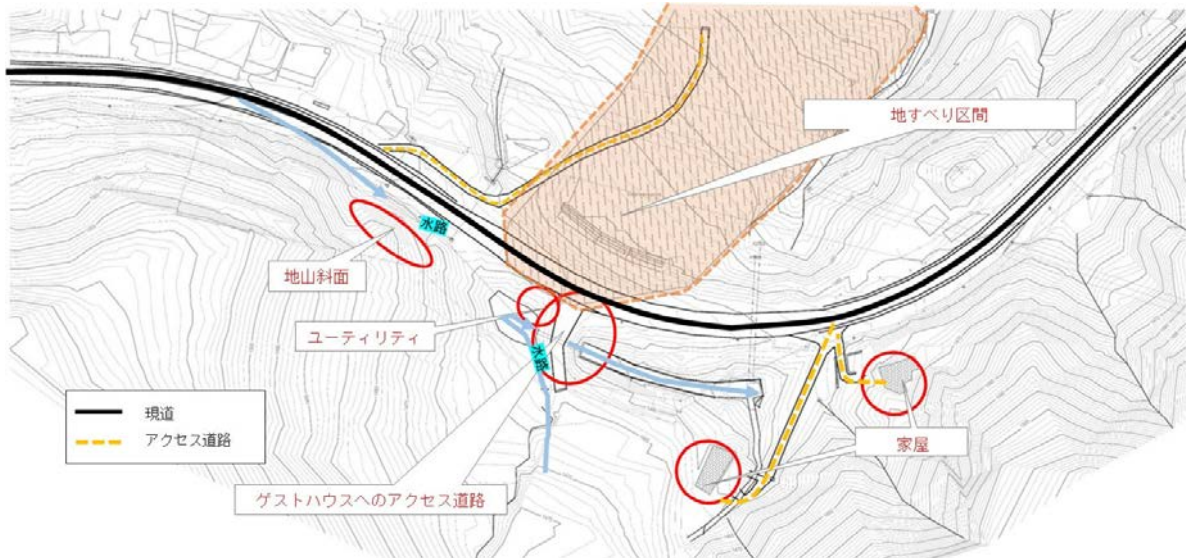 地すべり区間
水路
地山斜面
ユーティリティ
水路
現道
アクセス道路
家屋
ゲストハウスへのアクセス道路